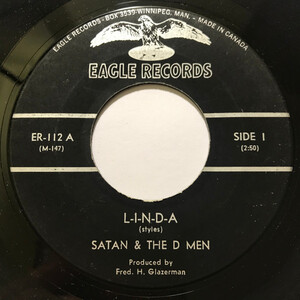 EAGLE RECORDS - BOX 3539 WINNIPEG, MAN. - MADE IN CANADA
EAGLE RECORDS
ER-112 A
(M-147)
SIDE 1
(2:50)
L-I-N-D-A
(styles)
SATAN & THE D MEN
Produced by
Fred. H. Glazerman